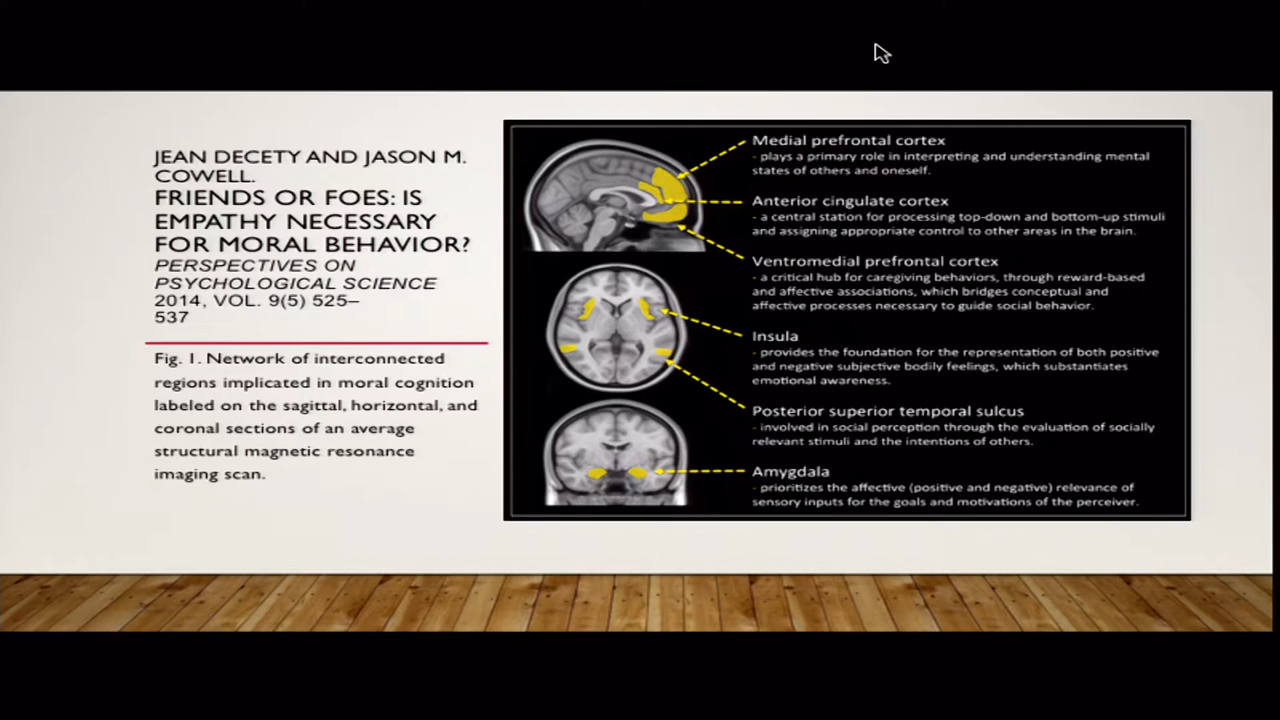 JEAN DECETY AND JASON M.
COWELL.
FRIENDS OR FOES: IS
EMPATHY NECESSARY
FOR MORAL BEHAVIOR?
PERSPECTIVES ON
PSYCHOLOGICAL SCIENCE
2014, VOL. 9(5) 525–
537
Fig. 1. Network of interconnected
regions implicated in moral cognition
labeled on the sagittal, horizontal, and
coronal sections of an average
structural magnetic resonance
imaging scan.
Medial prefrontal cortex
- plays a primary role in interpreting and understanding mental
states of others and oneself.
Anterior cingulate cortex
- a central station for processing top-down and bottom-up stimuli
and assigning appropriate control to other areas in the brain.
Ventromedial prefrontal cortex
- a critical hub for caregiving behaviors, through reward-based
and affective associations, which bridges conceptual and
affective processes necessary to guide social behavior.
Insula
- provides the foundation for the representation of both positive
and negative subjective bodily feelings, which substantiates
emotional awareness.
Posterior superior temporal sulcus
- involved in social perception through the evaluation of socially
relevant stimuli and the intentions of others.
Amygdala
- prioritizes the affective (positive and negative) relevance of
sensory inputs for the goals and motivations of the perceiver.